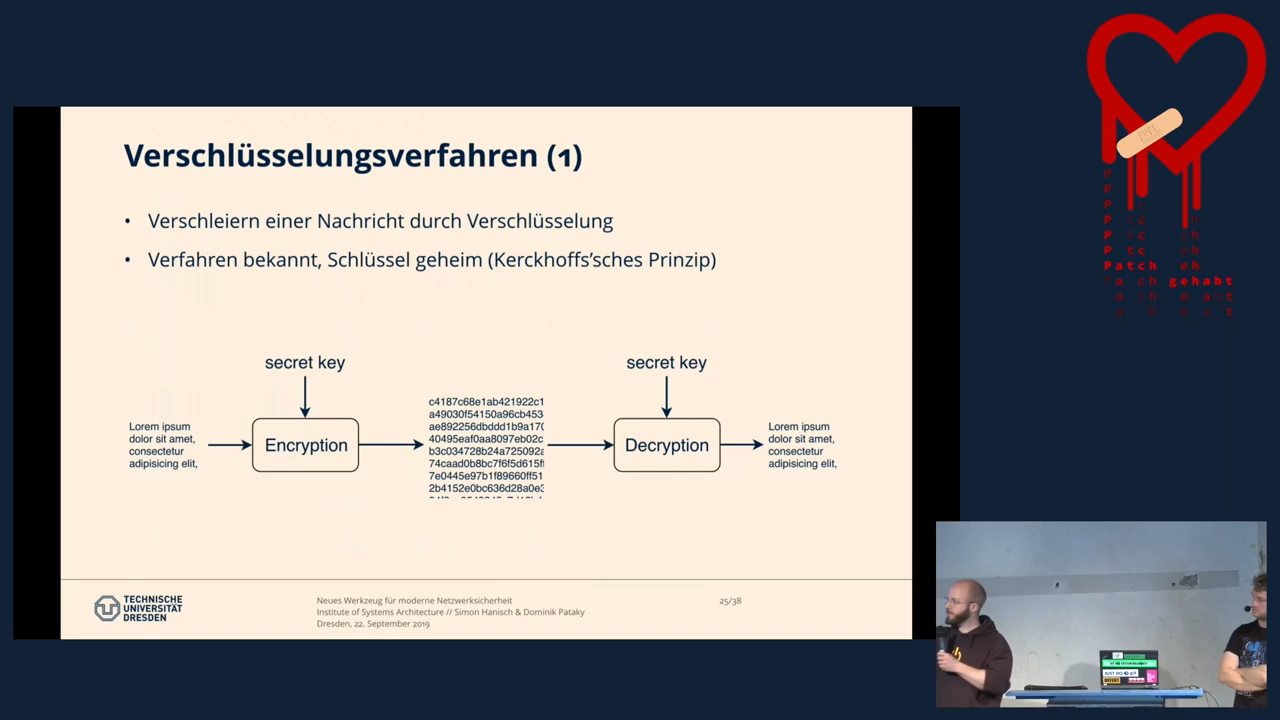 Verschlüsselungsverfahren (1)
• Verschleiern einer Nachricht durch Verschlüsselung
• Verfahren bekannt, Schlüssel geheim (Kerckhoffs’sches Prinzip)
secret key
secret key
Lorem ipsum
dolor sit amet,
consectetur
adipisicing elit,
Encryption
c4187c68e1ab421922c1
a49030f54150a96cb453
ae892256dbddd1b9a170
40495eaf0aa8097eb02c
b3c034728b24a725092a
74caad0b8bc7f6f5d615f
7e0445e97b1f89660ff51
2b4152e0bc636d28a0e3
Decryption
Lorem ipsum
dolor sit amet,
consectetur
adipisicing elit,
TECHNISCHE
UNIVERSITÄT
DRESDEN
Neues Werkzeug für moderne Netzwerksicherheit
Institute of Systems Architecture // Simon Hanisch & Dominik Pataky
Dresden, 22. September 2019
25/38
Patch
gehabt